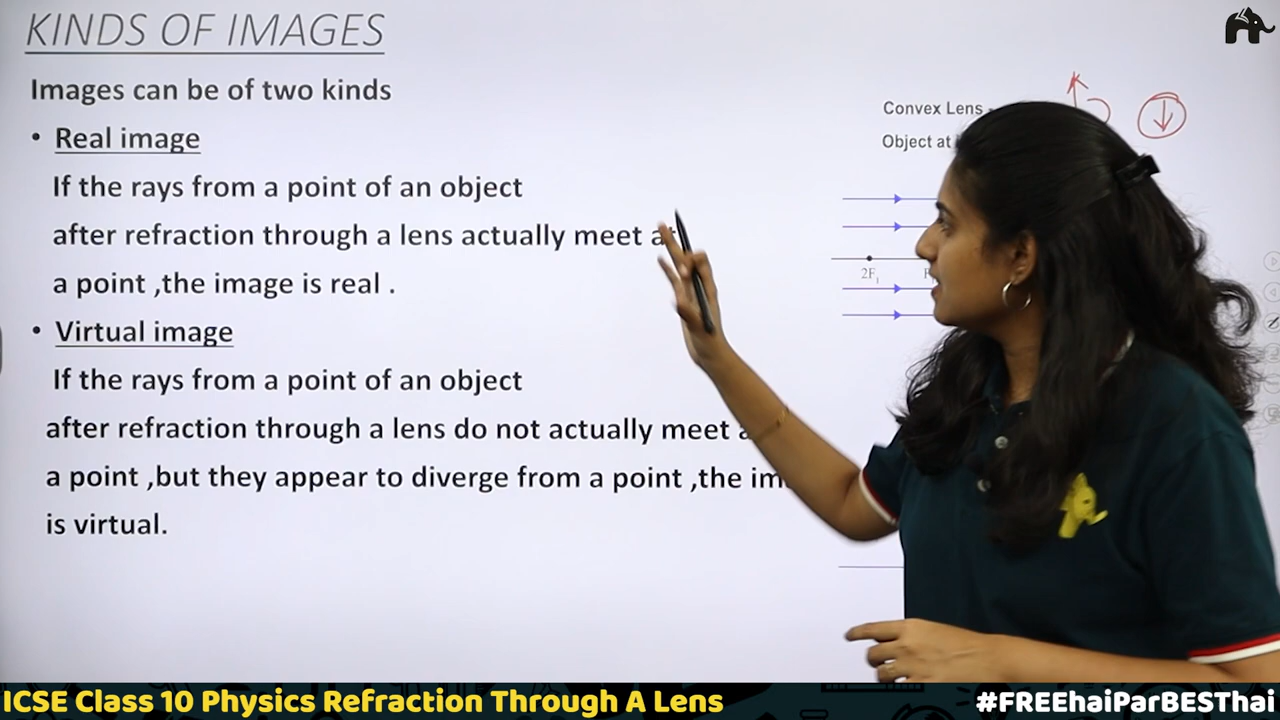 KINDS OF IMAGES
Images can be of two kinds
• Real image
If the rays from a point of an object
after refraction through a lens actually meet at
a point ,the image is real .
• Virtual image
If the rays from a point of an object
after refraction through a lens do not actually meet
a point ,but they appear to diverge from a point ,the
is virtual.
Convex Lens -
Object at
2F₁
ICSE Class 10 Physics Refraction Through A Lens
#FREEhaiParBESThai